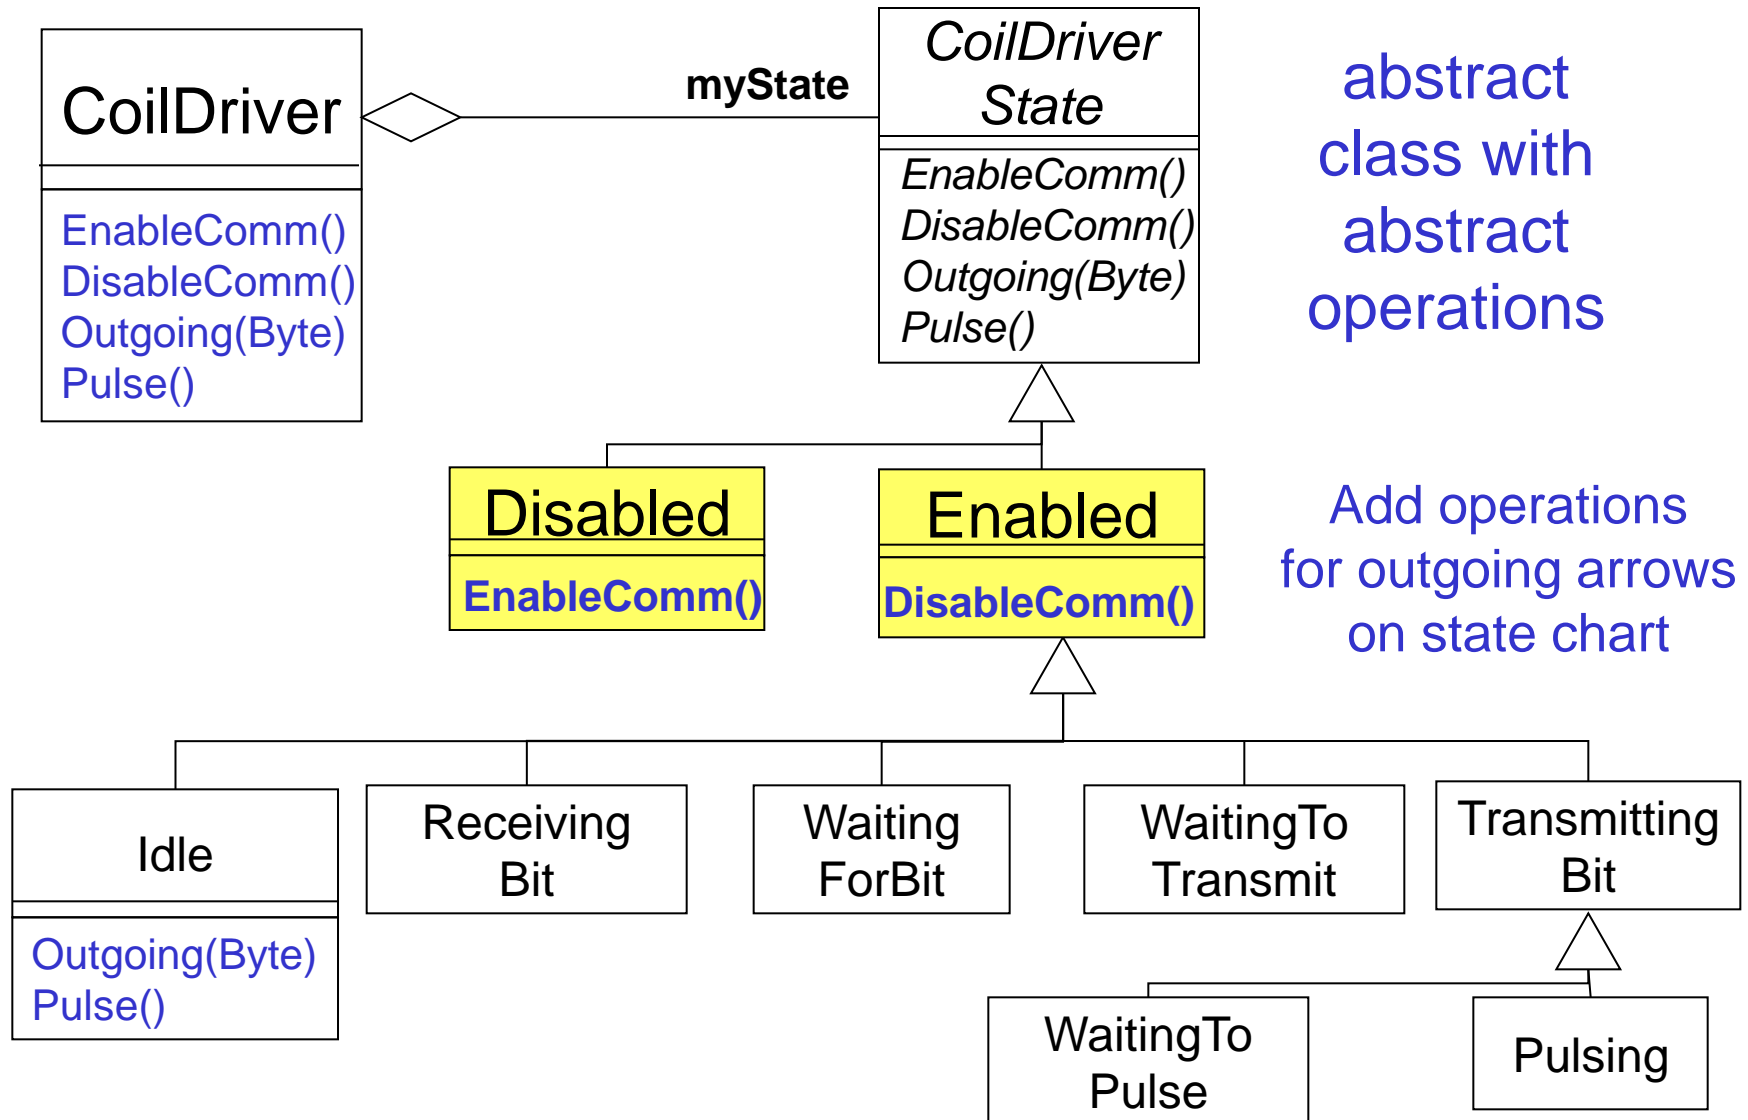 CoilDriver
EnableComm()
DisableComm()
Outgoing(Byte)
Pulse()
myState
CoilDriver
State
EnableComm()
DisableComm()
Outgoing(Byte)
Pulse()
abstract
class with
abstract
operations
Disabled
EnableComm()
Enabled
DisableComm()
Add operations
for outgoing arrows
on state chart
Idle
Outgoing(Byte)
Pulse()
Receiving
Bit
Waiting
ForBit
WaitingTo
Transmit
Transmitting
Bit
WaitingTo
Pulse
Pulsing